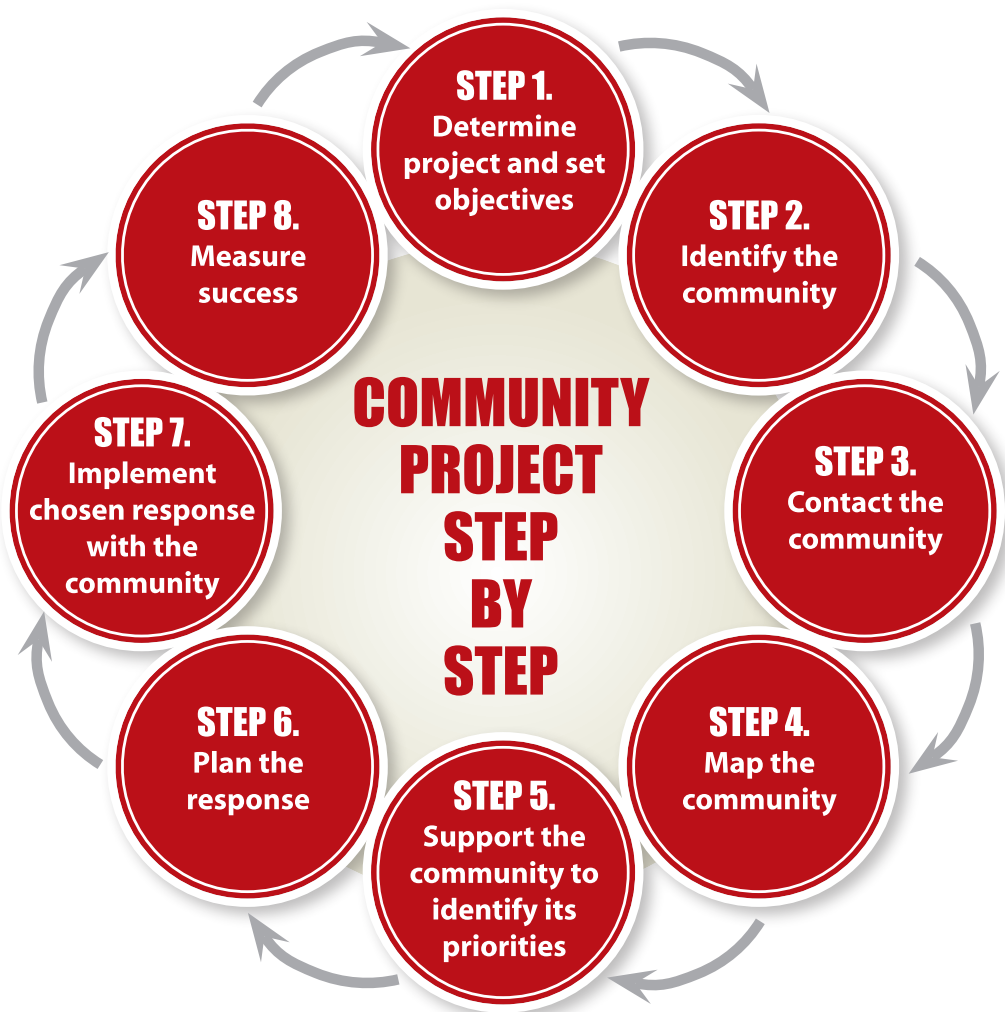 STEP 1.
Determine
project and set
objectives
STEP 2.
Identify the
community
STEP 3.
Contact the
community
STEP 4.
Map the
community
STEP 5.
Support the
community to
identify its
priorities
STEP 6.
Plan the
response
STEP 7.
Implement
chosen response
with the
community
STEP 8.
Measure
success
COMMUNITY
PROJECT
STEP
BY
STEP